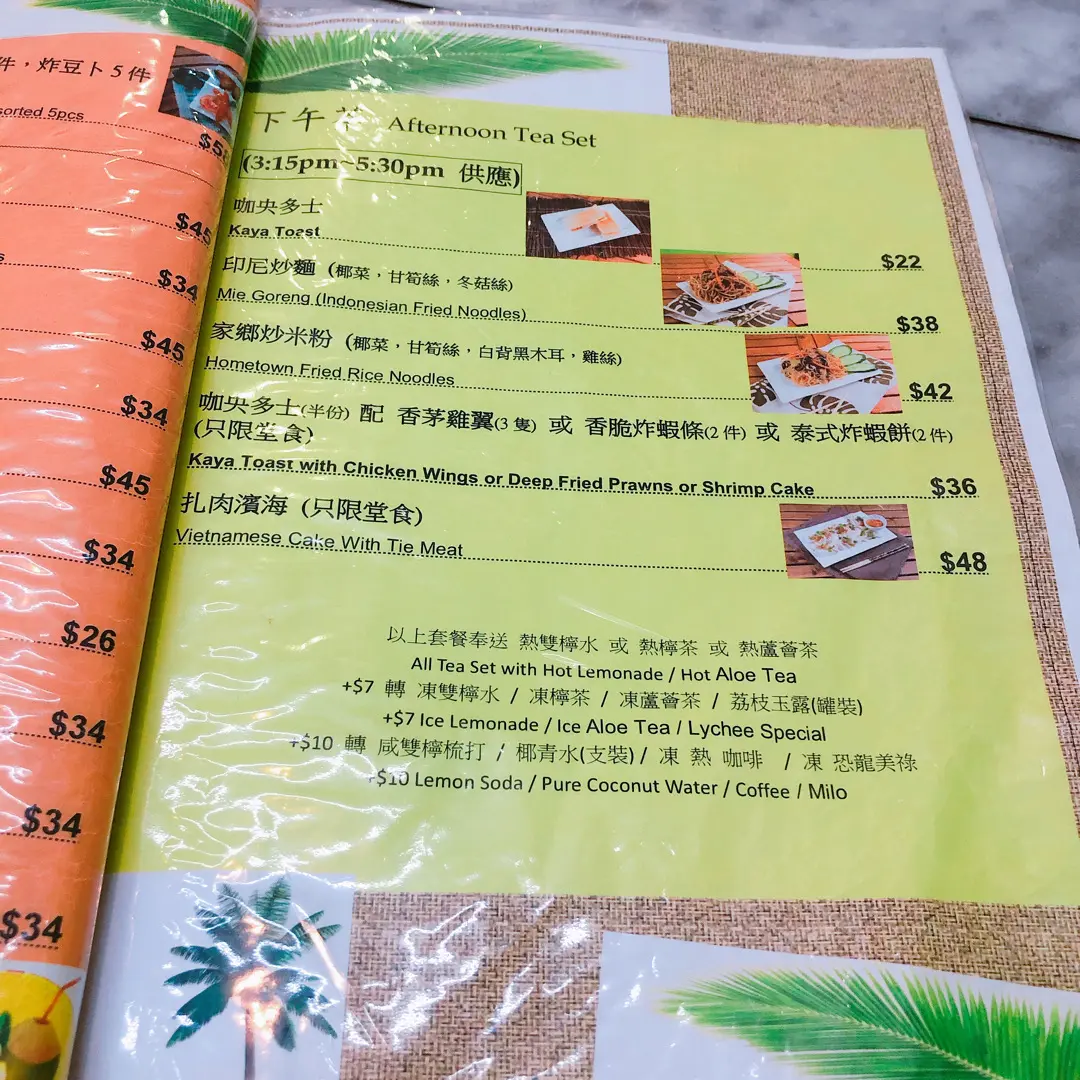 件，炸豆卜5件
sorted 5pcs
$45
$34
$45
$34
$45
$34
$26
$34
$34
$34
下午茶 Afternoon Tea Set
(3:15pm~5:30pm 供應)
咖央多士
Kaya Toast
$22
印尼炒麵 (椰菜，甘筍絲，冬菇絲)
Mie Goreng (Indonesian Fried Noodles)
$38
家鄉炒米粉 (椰菜，甘筍絲，白背黑木耳，雞絲)
Hometown Fried Rice Noodles
$42
咖央多士(半份) 配 香茅雞翼(3隻) 或 香脆炸蝦條(2件) 或 泰式炸蝦餅(2件)
(只限堂食)
Kaya Toast with Chicken Wings or Deep Fried Prawns or Shrimp Cake
$36
扎肉濱海 (只限堂食)
Vietnamese Cake With Tie Meat
$48
以上套餐奉送 熱雙檸水 或 熱檸茶 或 熱蘆薈茶
All Tea Set with Hot Lemonade / Hot Aloe Tea
+$7 轉 凍雙檸水 / 凍檸茶 / 凍蘆薈茶 / 荔枝玉露(罐裝)
+$7 Ice Lemonade / Ice Aloe Tea / Lychee Special
+$10 轉 咸雙檸梳打 / 椰青水(支裝) / 凍 熱 咖啡 / 凍 恐龍美祿
+$10 Lemon Soda / Pure Coconut Water / Coffee / Milo